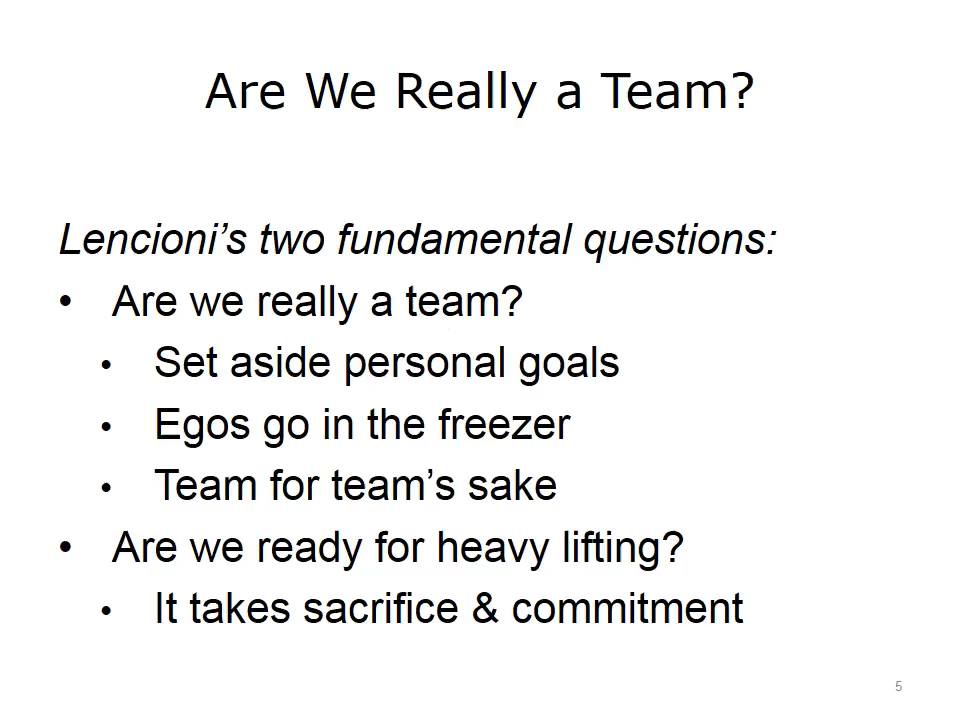 Are We Really a Team?
Lencioni’s two fundamental questions:
• Are we really a team?
• Set aside personal goals
• Egos go in the freezer
• Team for team’s sake
• Are we ready for heavy lifting?
• It takes sacrifice & commitment
5